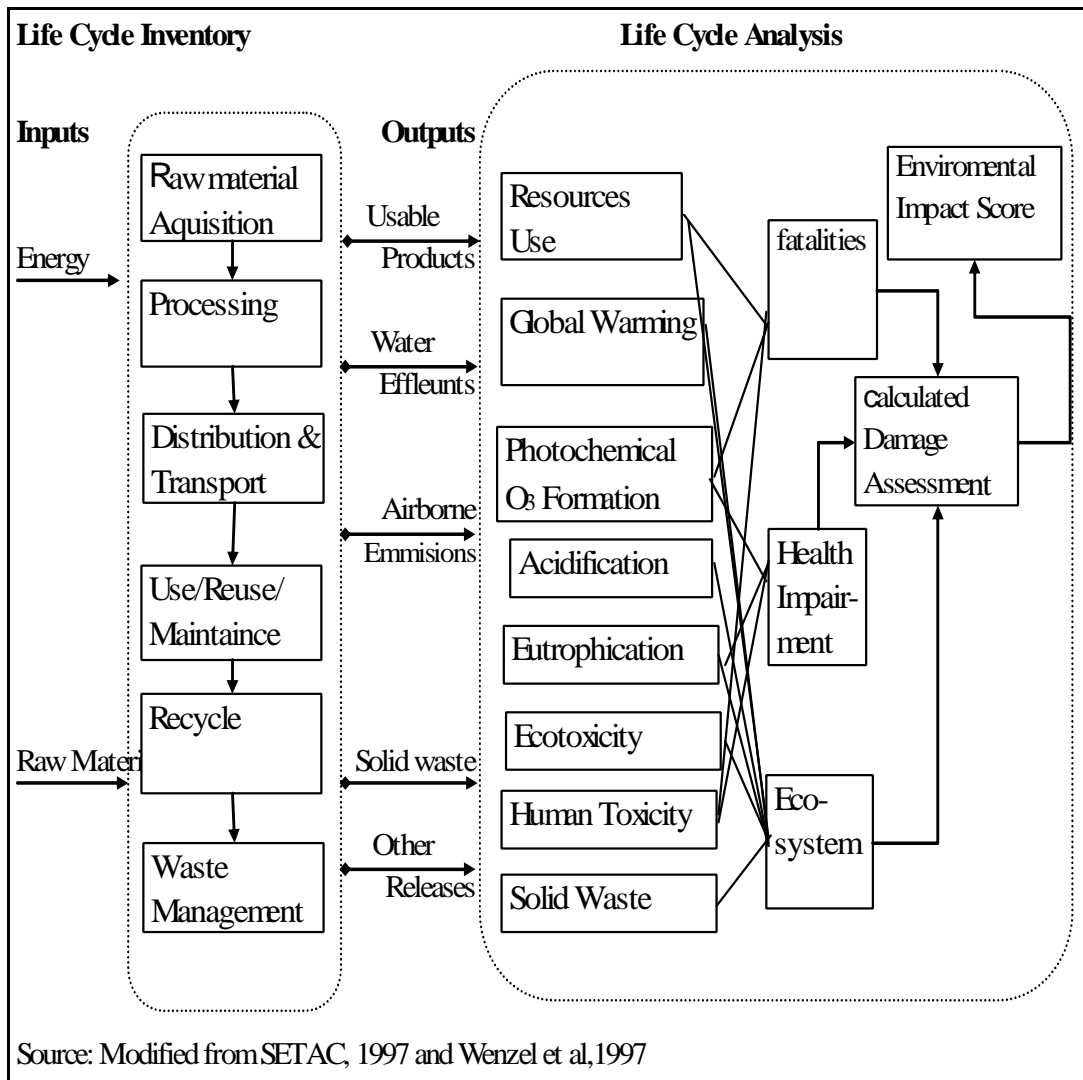 Life Cycle Inventory
Life Cycle Analysis
Inputs
Outputs
Energy
Raw Materi
Raw material
Aquisition
Processing
Distribution &
Transport
Use/Reuse/
Maintaince
Recycle
Waste
Management
Usable
Products
Water
Effleunts
Airborne
Emmisions
Solid waste
Other
Releases
Resources
Use
Global Warming
Photochemical
O3 Formation
Acidification
Eutrophication
Ecotoxicity
Human Toxicity
Solid Waste
fatalities
Health
Impair-
ment
Eco-
system
Enviromental
Impact Score
calculated
Damage
Assessment
Source: Modified from SETAC, 1997 and Wenzel et al,1997